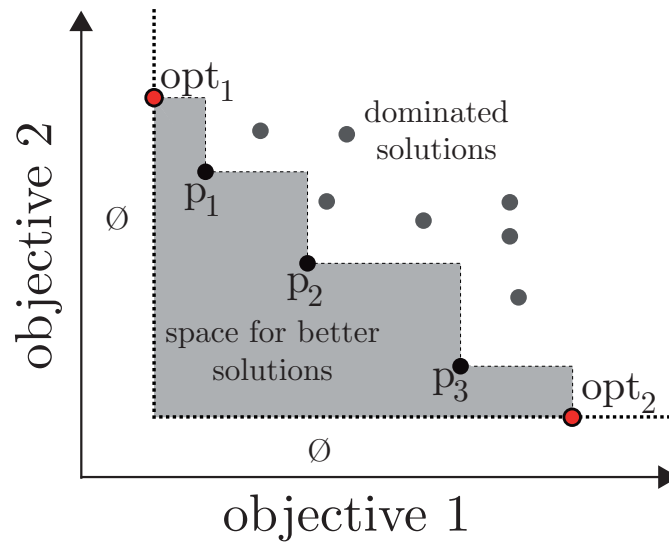 opt₁
dominated
solutions
objective 2
p₁
Ø
p₂
space for better
solutions
p₃
opt₂
Ø
objective 1